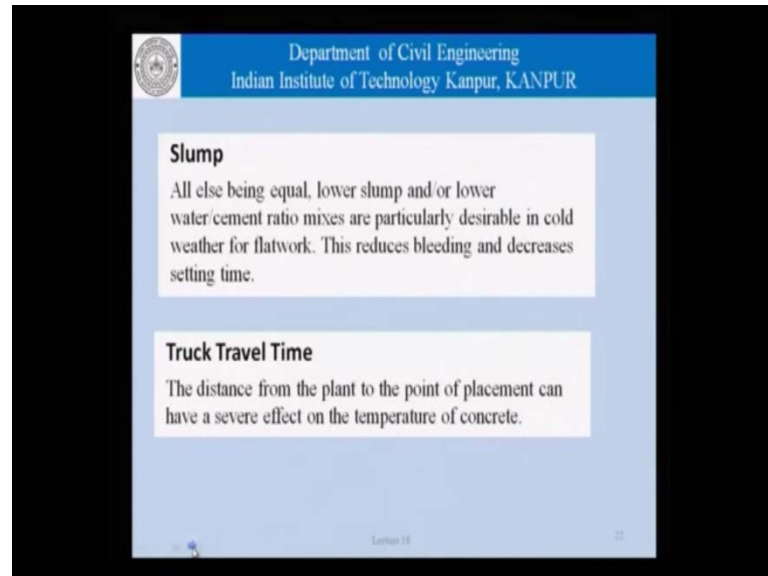 Department of Civil Engineering
Indian Institute of Technology Kanpur, KANPUR
Slump
All else being equal, lower slump and/or lower
water/cement ratio mixes are particularly desirable in cold
weather for flatwork. This reduces bleeding and decreases
setting time.
Truck Travel Time
The distance from the plant to the point of placement can
have a severe effect on the temperature of concrete.
Lecture 18
22